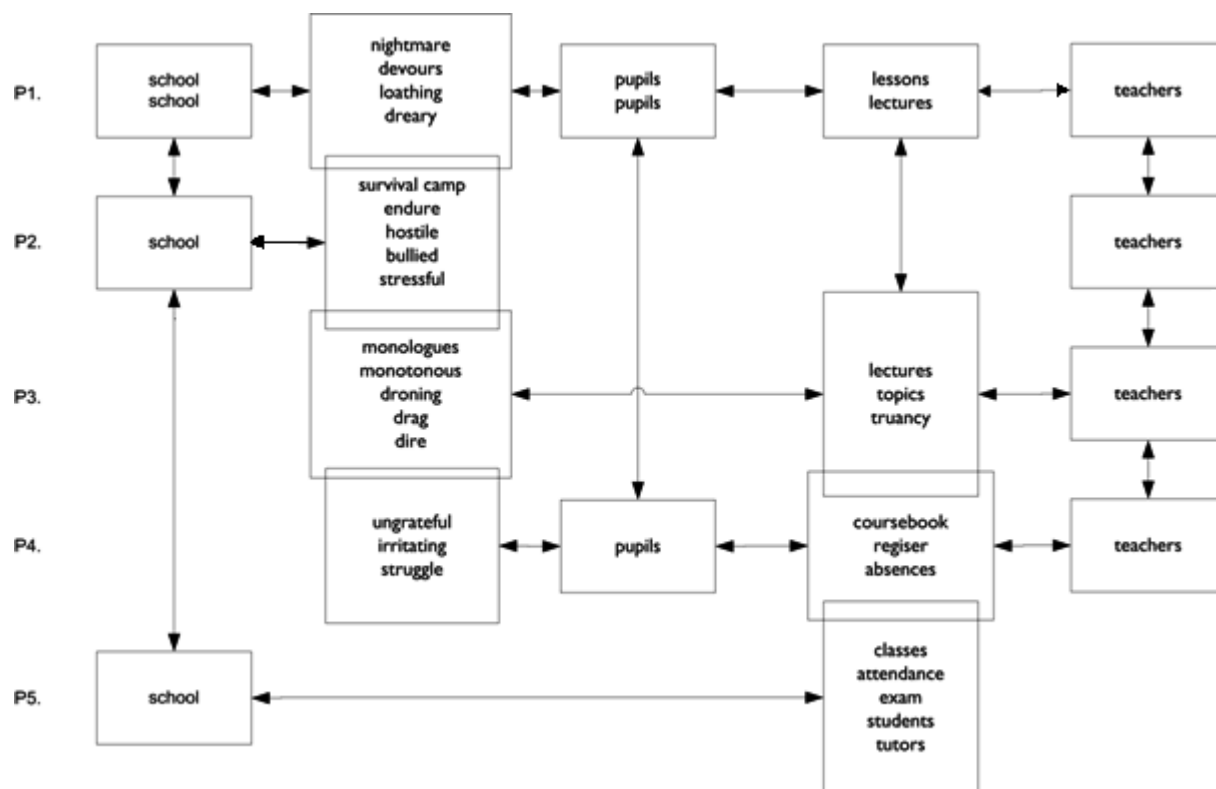 P1.
school
school
nightmare
devours
loathing
dreary
pupils
pupils
lessons
lectures
teachers
P2.
school
survival camp
endure
hostile
bullied
stressful
teachers
P3.
monologues
monotonous
droning
drag
dire
lectures
topics
truancy
teachers
P4.
ungrateful
irritating
struggle
pupils
coursebook
regiser
absences
teachers
P5.
school
classes
attendance
exam
students
tutors